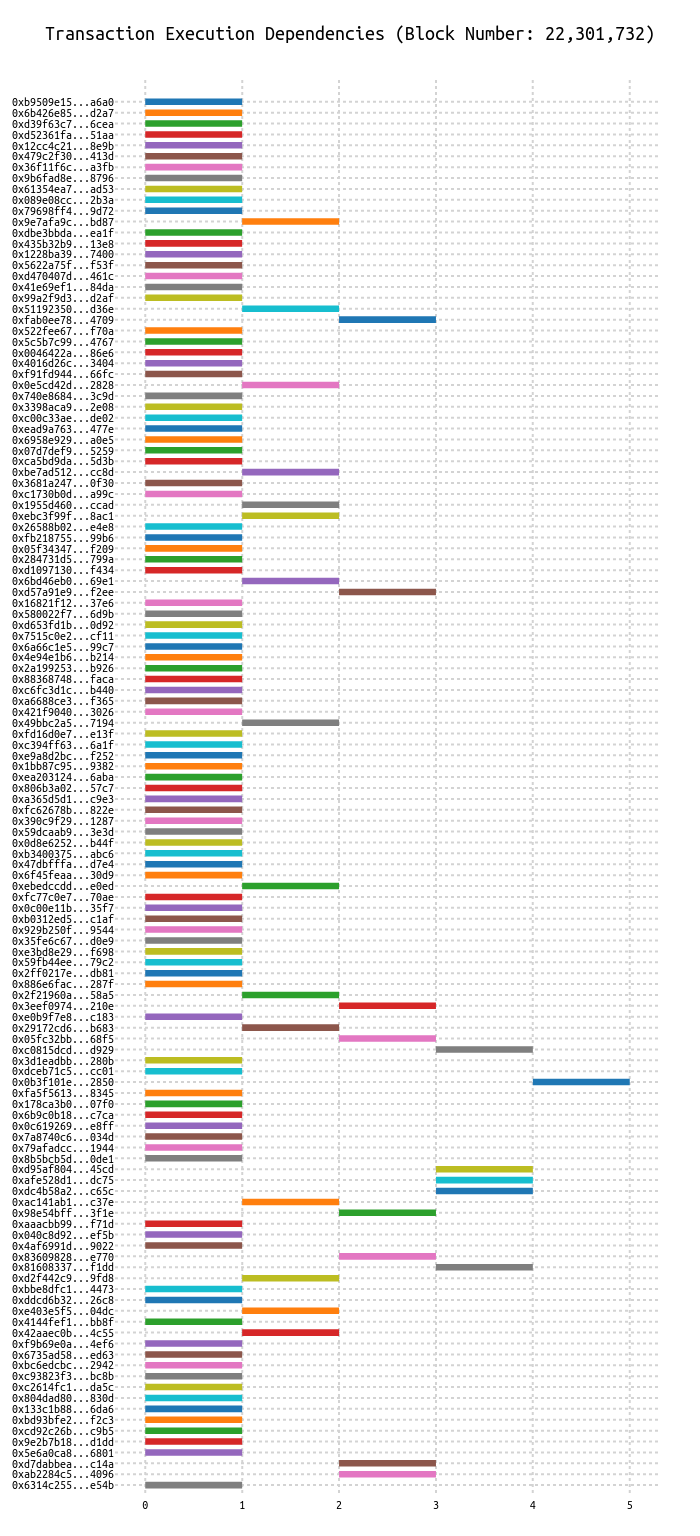 Transaction Execution Dependencies (Block Number: 22,301,732)
0xb9509e15...a6a0
0x6b426e85...d2a7
0xd39f63c7...6cea
0xd52361fa...51aa
0x12cc4c21...8e9b
0x479c2f30...413d
0x36f11f6c...a3fb
0x9b6fad8e...8796
0x61354ea7...ad53
0x089e08cc...2b3a
0x79698ff4...9d72
0x9e7afa9c...bd87
0xdbe3bbda...ea1f
0x435b32b9...13e8
0x1228ba39...7400
0x5622a75f...f53f
0xd470407d...461c
0x41e69ef1...84da
0x99a2f9d3...d2af
0x51192350...d36e
0xfab0ee78...4709
0x522fee67...f70a
0x5c5b7c99...4767
0x0046422a...86e6
0x4016d26c...3404
0xf91fd944...66fc
0x0e5cd42d...2828
0x740e8684...3c9d
0x3398aca9...2e08
0xc00c33ae...de02
0xead9a763...477e
0x6958e929...a0e5
0x07d7def9...5259
0xca5bd9da...5d3b
0xbe7ad512...cc8d
0x3681a247...0f30
0xc1730b0d...a99c
0x1955d460...ccad
0xebc3f99f...8ac1
0x26588b02...e4e8
0xfb218755...99b6
0x05f34347...f209
0x284731d5...799a
0xd1097130...f434
0x6bd46eb0...69e1
0xd57a91e9...f2ee
0x16821f12...37e6
0x580022f7...6d9b
0xd653fd1b...0d92
0x7515c0e2...cf11
0x6a66c1e5...99c7
0x4e94e1b6...b214
0x2a199253...b926
0x88368748...faca
0xc6fc3d1c...b440
0xa6688ce3...f365
0x421f9040...3026
0x49bbc2a5...7194
0xfd16d0e7...e13f
0xc394ff63...6a1f
0xe9a8d2bc...f252
0x1bb87c95...9382
0xea203124...6aba
0x806b3a02...57c7
0xa365d5d1...c9e3
0xfc62678b...822e
0x390c9f29...1287
0x59dcaab9...3e3d
0x0d8e6252...b44f
0xb3400375...abc6
0x47dbfffa...d7e4
0x6f45feaa...30d9
0xebedccdd...e0ed
0xfc77c0e7...70ae
0x0c00e11b...35f7
0xb0312ed5...c1af
0x929b250f...9544
0x35fe6c67...d0e9
0xe3bd8e29...f698
0x59fb44ee...79c2
0x2ff0217e...db81
0x886e6fac...287f
0x2f21960a...58a5
0x3eef0974...210e
0xe0b9f7e8...c183
0x29172cd6...b683
0x05fc32bb...68f5
0xc0815dcd...d929
0x3d1eadbb...280b
0xdceb71c5...cc01
0x0b3f101e...2850
0xfa5f5613...8345
0x178ca3b0...07f0
0x6b9c0b18...c7ca
0x0c619269...e8ff
0x7a8740c6...034d
0x79afadcc...1944
0x8b5bcb5d...0de1
0xd95af804...45cd
0xafe528d1...dc75
0xdc4b58a2...c65c
0xac141ab1...c37e
0x98e54bff...3f1e
0xaaacbb99...f71d
0x040c8d92...ef5b
0x4af6991d...9022
0x83609828...e770
0x81608337...f1dd
0xd2f442c9...9fd8
0xbbe8dfc1...4473
0xddcd6b32...26c8
0xe403e5f5...04dc
0x4144fef1...bb8f
0x42aaec0b...4c55
0xf9b69e0a...4ef6
0x6735ad58...ed63
0xbc6edcbc...2942
0xc93823f3...bc8b
0xc2614fc1...da5c
0x804dad80...830d
0x133c1b88...6da6
0xbd93bfe2...f2c3
0xcd92c26b...c9b5
0x9e2b7b18...d1dd
0x5e6a0ca8...6801
0xd7dabbea...c14a
0xab2284c5...4096
0x6314c255...e54b
0 1 2 3 4 5